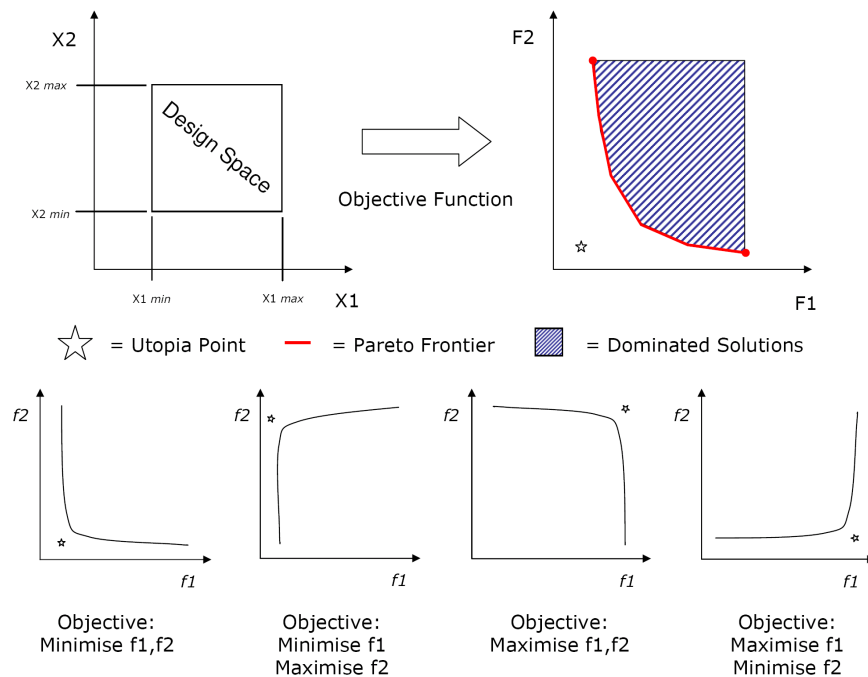 X2
X2 max
Design Space
X2 min
X1 min
X1 max
X1
Objective Function
F2
F1
= Utopia Point
= Pareto Frontier
= Dominated Solutions
f2
f1
Objective:
Minimise f1,f2
f2
f1
Objective:
Minimise f1
Maximise f2
f2
f1
Objective:
Maximise f1,f2
f2
f1
Objective:
Maximise f1
Minimise f2